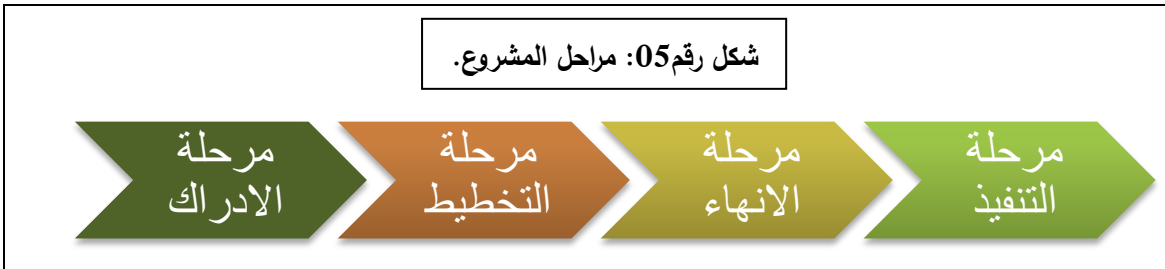 شكل رقم05: مراحل المشروع.
مرحلة
الادراك
مرحلة
التخطيط
مرحلة
الانهاء
مرحلة
التنفيذ